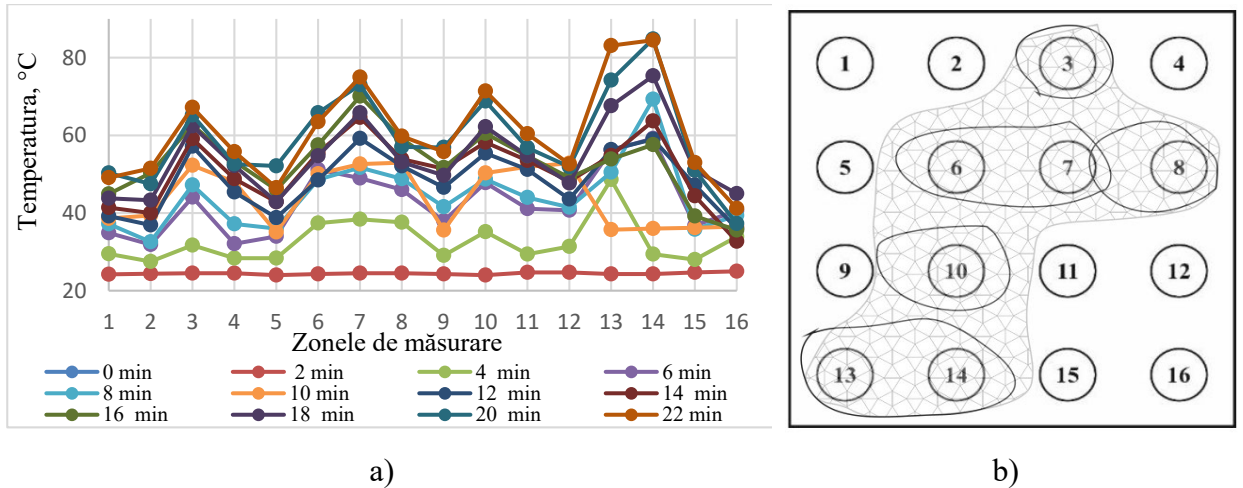 Temperatura, °C
80
60
40
20
1 2 3 4 5 6 7 8 9 10 11 12 13 14 15 16
Zonele de măsurare
0 min 2 min 4 min 6 min
8 min 10 min 12 min 14 min
16 min 18 min 20 min 22 min
a)
1 2 3 4
5 6 7 8
9 10 11 12
13 14 15 16
b)